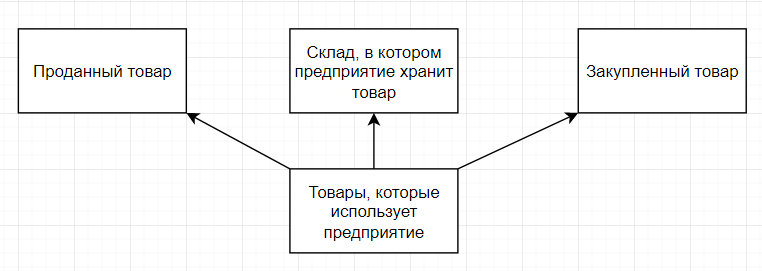 Проданный товар
Склад, в котором
предприятие хранит
товар
Закупленный товар
Товары, которые
использует
предприятие